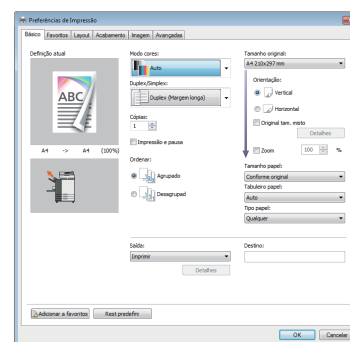 Preferências de Impressão
Básico Favoritos Layout Acabamento Imagem Avançadas
Definição atual
ABC
A4 -> A4 (100%)
Modo cores:
Auto
Duplex/Simplex:
Duplex (Margem longa)
Cópias:
1
Impressão e pausa
Ordenar:
Agrupado
Desagrupad
Saída:
Imprimir
Detalhes
Tamanho original:
A4 210x297 mm
Orientação:
Vertical
Horizontal
Original tam. misto
Detalhes
Zoom 100 %
Tamanho papel:
Conforme original
Tabuleiro papel:
Auto
Tipo papel:
Qualquer
Destino:
Adicionar a favoritos Rest predefini
OK Cancelar